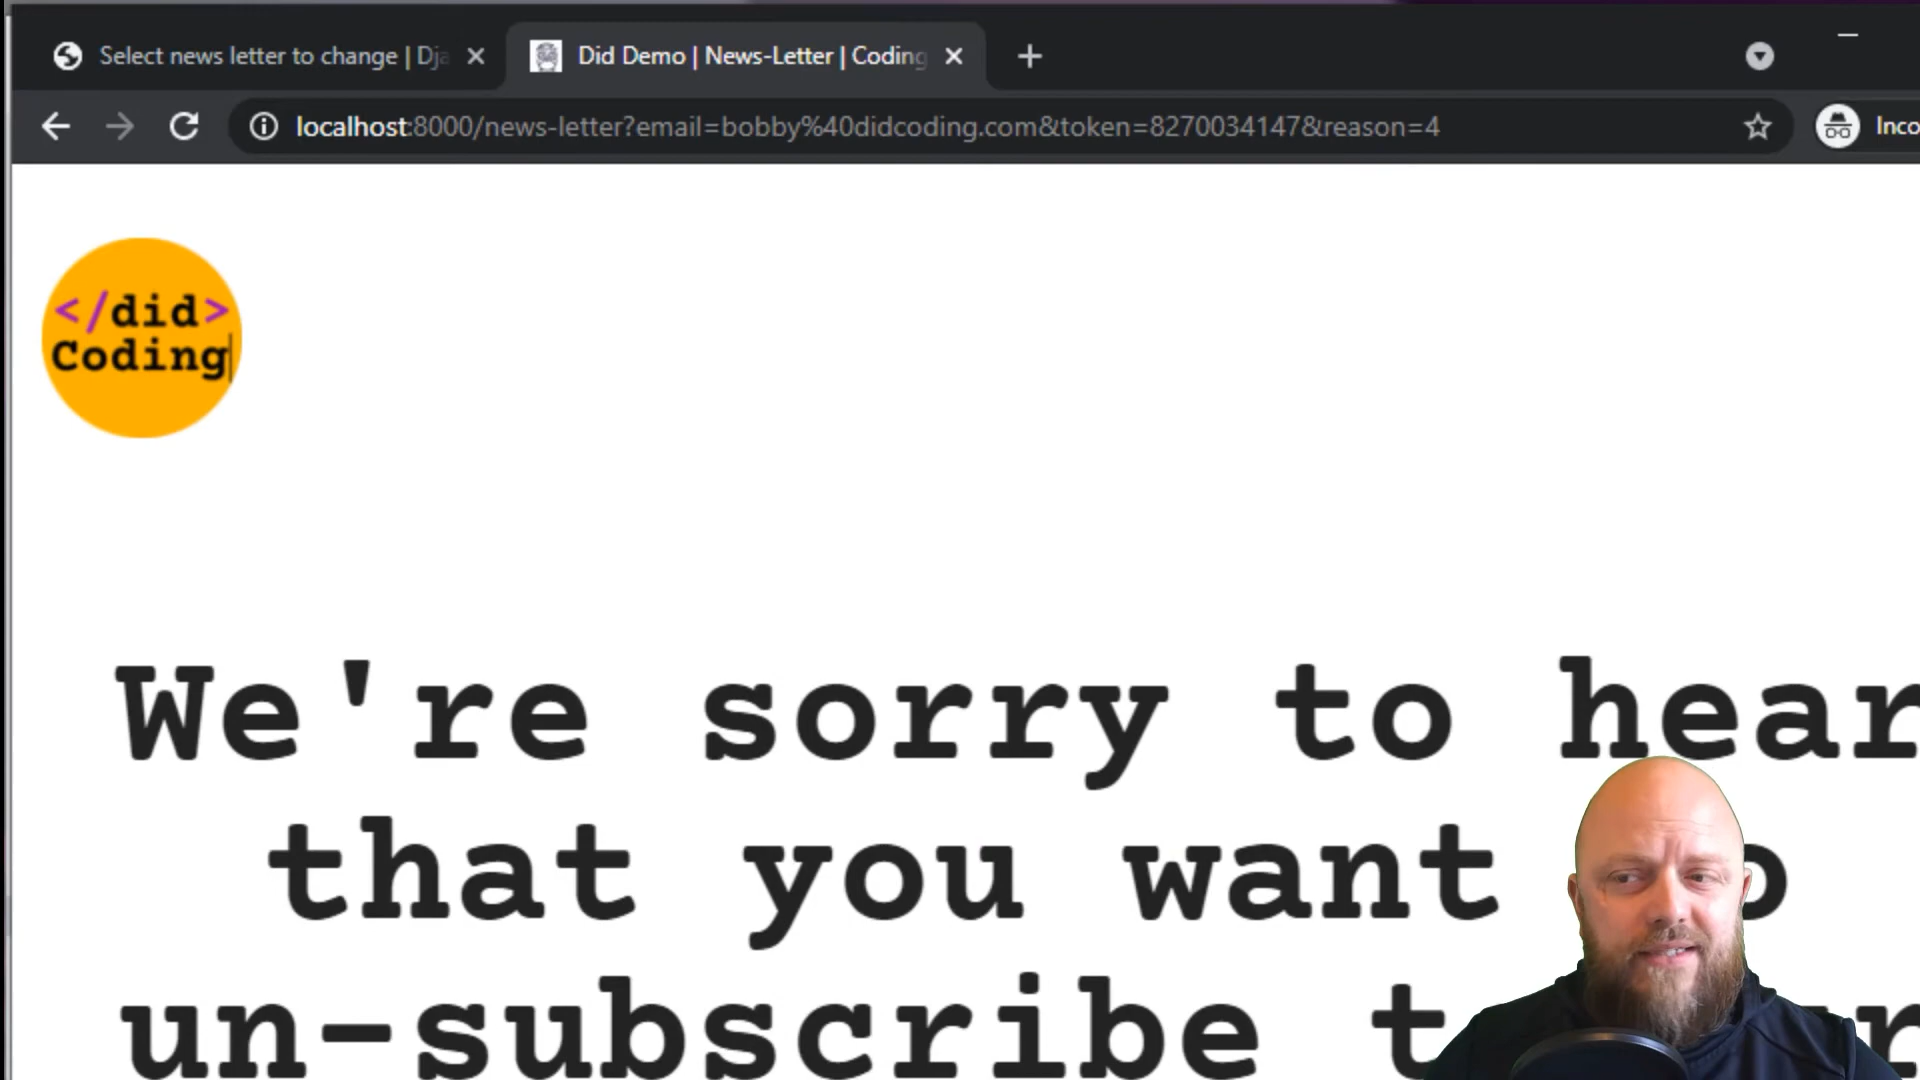 Select news letter to change | Dja
Did Demo | News-Letter | Coding
localhost:8000/news-letter?email=bobby%40didcoding.com&token=8270034147&reason=4
Inco
</did>
Coding
We're sorry to hear
that you want
un-subscribe